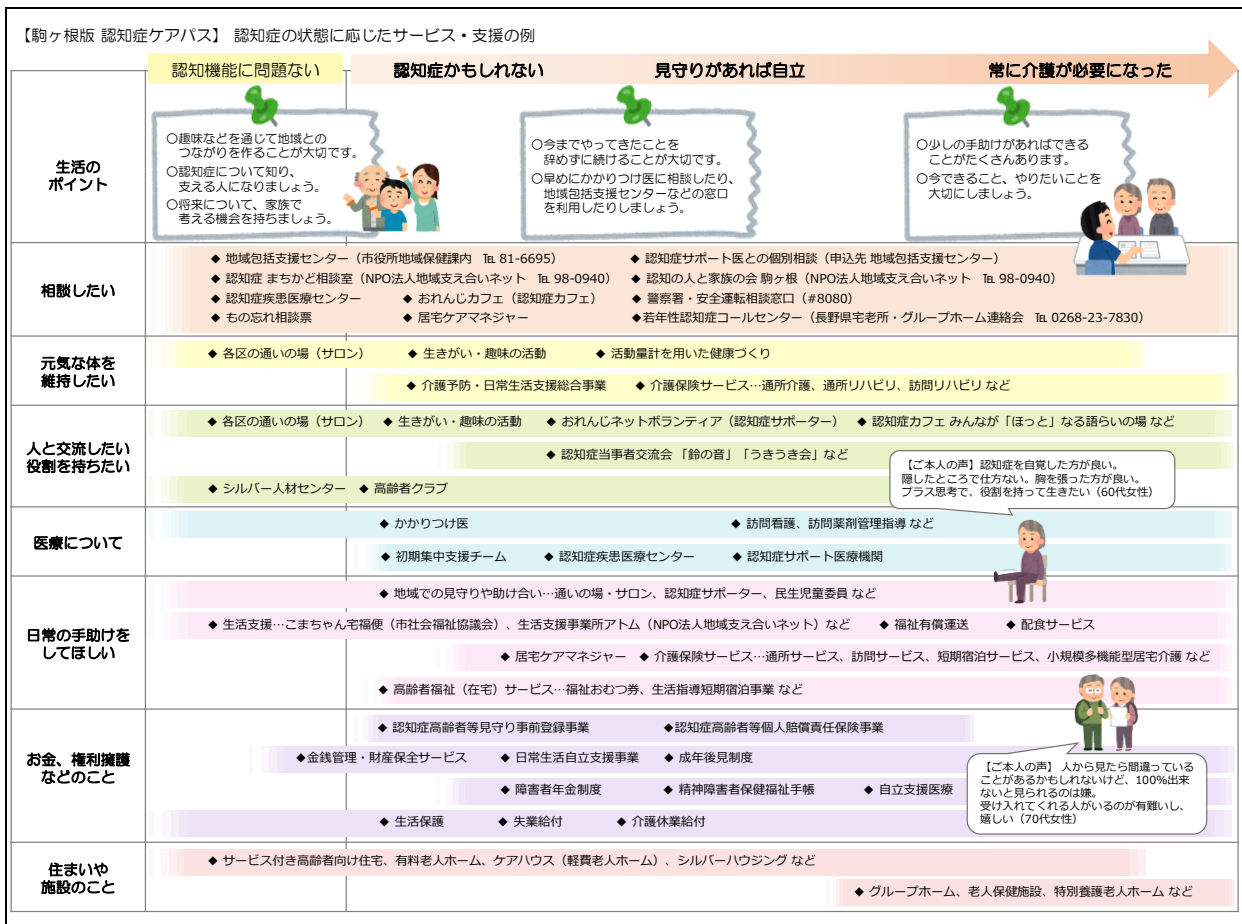 【駒ヶ根版 認知症ケアパス】 認知症の状態に応じたサービス・支援の例
認知機能に問題ない
認知症かもしれない
見守りがあれば自立
常に介護が必要になった
生活の
ポイント
○趣味などを通じて地域との
つながりを作ることが大切です。
○認知症について知り、
支える人になりましょう。
○将来について、家族で
考える機会を持ちましょう。
○今までやってきたことを
辞めずに続けることが大切です。
○早めにかかりつけ医に相談したり、
地域包括支援センターなどの窓口
を利用したりしましょう。
○少しの手助けがあればできる
ことがたくさんあります。
○今できること、やりたいことを
大切にしましょう。
相談したい
◆ 地域包括支援センター（市役所地域保健課内 ℡ 81-6695）
◆ 認知症サポート医との個別相談（申込先 地域包括支援センター）
◆ 認知症 まちかど相談室（NPO法人地域支え合いネット ℡ 98-0940）
◆ 認知の人と家族の会 駒ヶ根（NPO法人地域支え合いネット ℡ 98-0940）
◆ 認知症疾患医療センター
◆ おれんじカフェ（認知症カフェ）
◆ 警察署・安全運転相談窓口（#8080）
◆ もの忘れ相談票
◆ 居宅ケアマネジャー
◆若年性認知症コールセンター（長野県宅老所・グループホーム連絡会 ℡ 0268-23-7830）
元気な体を
維持したい
◆ 各区の通いの場（サロン）
◆ 生きがい・趣味の活動
◆ 活動量計を用いた健康づくり
◆ 介護予防・日常生活支援総合事業
◆ 介護保険サービス…通所介護、通所リハビリ、訪問リハビリ など
人と交流したい
役割を持ちたい
◆ 各区の通いの場（サロン）
◆ 生きがい・趣味の活動
◆ おれんじネットボランティア（認知症サポーター）
◆ 認知症カフェ みんなが「ほっと」なる語らいの場 など
◆ 認知症当事者交流会 「鈴の音」「うきうき会」など
◆ シルバー人材センター
◆ 高齢者クラブ
【ご本人の声】認知症を自覚した方が良い。
隠したところで仕方ない。胸を張った方が良い。
プラス思考で、役割を持って生きたい（60代女性）
医療について
◆ かかりつけ医
◆ 訪問看護、訪問薬剤管理指導 など
◆ 初期集中支援チーム
◆ 認知症疾患医療センター
◆ 認知症サポート医療機関
日常の手助けを
してほしい
◆ 地域での見守りや助け合い…通いの場・サロン、認知症サポーター、民生児童委員 など
◆ 生活支援…こまちゃん宅福便（市社会福祉協議会）、生活支援事業所アトム（NPO法人地域支え合いネット）など
◆ 福祉有償運送
◆ 配食サービス
◆ 居宅ケアマネジャー
◆ 介護保険サービス…通所サービス、訪問サービス、短期宿泊サービス、小規模多機能型居宅介護 など
◆ 高齢者福祉（在宅）サービス…福祉おむつ券、生活指導短期宿泊事業 など
お金、権利擁護
などのこと
◆ 認知症高齢者等見守り事前登録事業
◆認知症高齢者等個人賠償責任保険事業
◆金銭管理・財産保全サービス
◆ 日常生活自立支援事業
◆ 成年後見制度
◆ 障害者年金制度
◆ 精神障害者保健福祉手帳
◆ 自立支援医療
◆ 生活保護
◆ 失業給付
◆ 介護休業給付
【ご本人の声】 人から見たら間違っている
ことがあるかもしれないけど、100%出来
ないと見られるのは嫌。
受け入れてくれる人がいるのが有難いし、
嬉しい（70代女性）
住まいや
施設のこと
◆ サービス付き高齢者向け住宅、有料老人ホーム、ケアハウス（軽費老人ホーム）、シルバーハウジング など
◆ グループホーム、老人保健施設、特別養護老人ホーム など